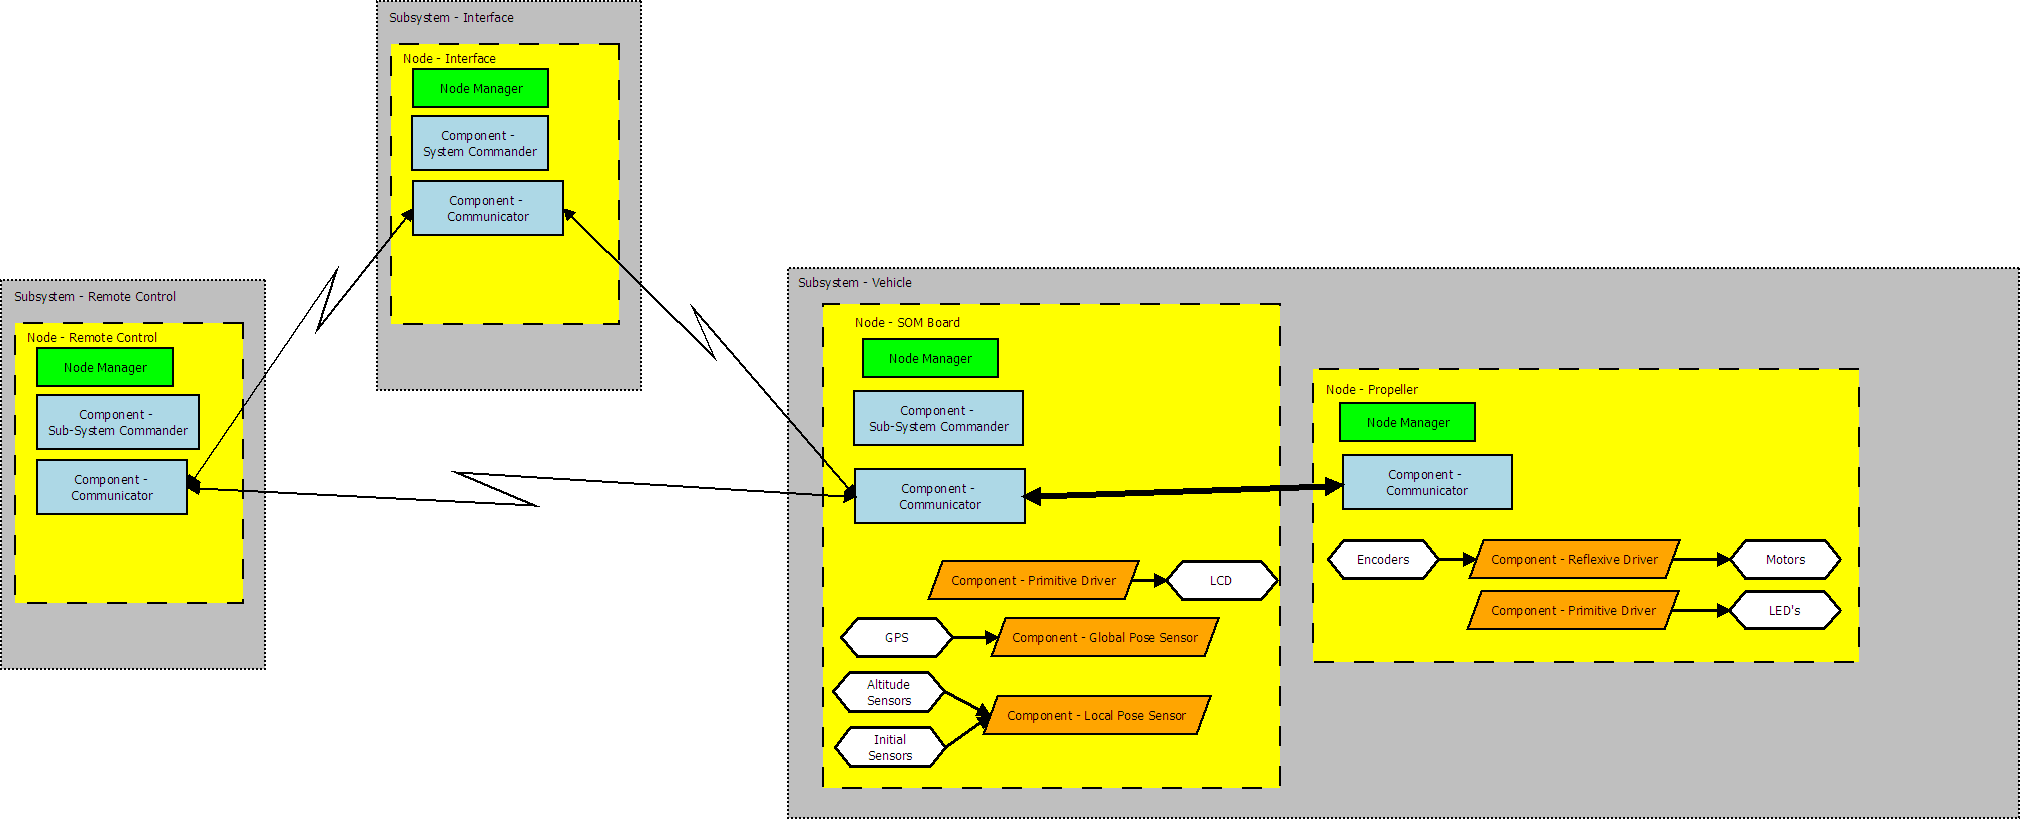 Subsystem - Interface
Node - Interface
Node Manager
Component -
System Commander
Component -
Communicator
Subsystem - Remote Control
Node - Remote Control
Node Manager
Component -
Sub-System Commander
Component -
Communicator
Subsystem - Vehicle
Node - SOM Board
Node Manager
Component -
Sub-System Commander
Component -
Communicator
Component - Primitive Driver
LCD
GPS
Component - Global Pose Sensor
Altitude
Sensors
Component - Local Pose Sensor
Initial
Sensors
Node - Propeller
Node Manager
Component -
Communicator
Encoders
Component - Reflexive Driver
Motors
Component - Primitive Driver
LED's